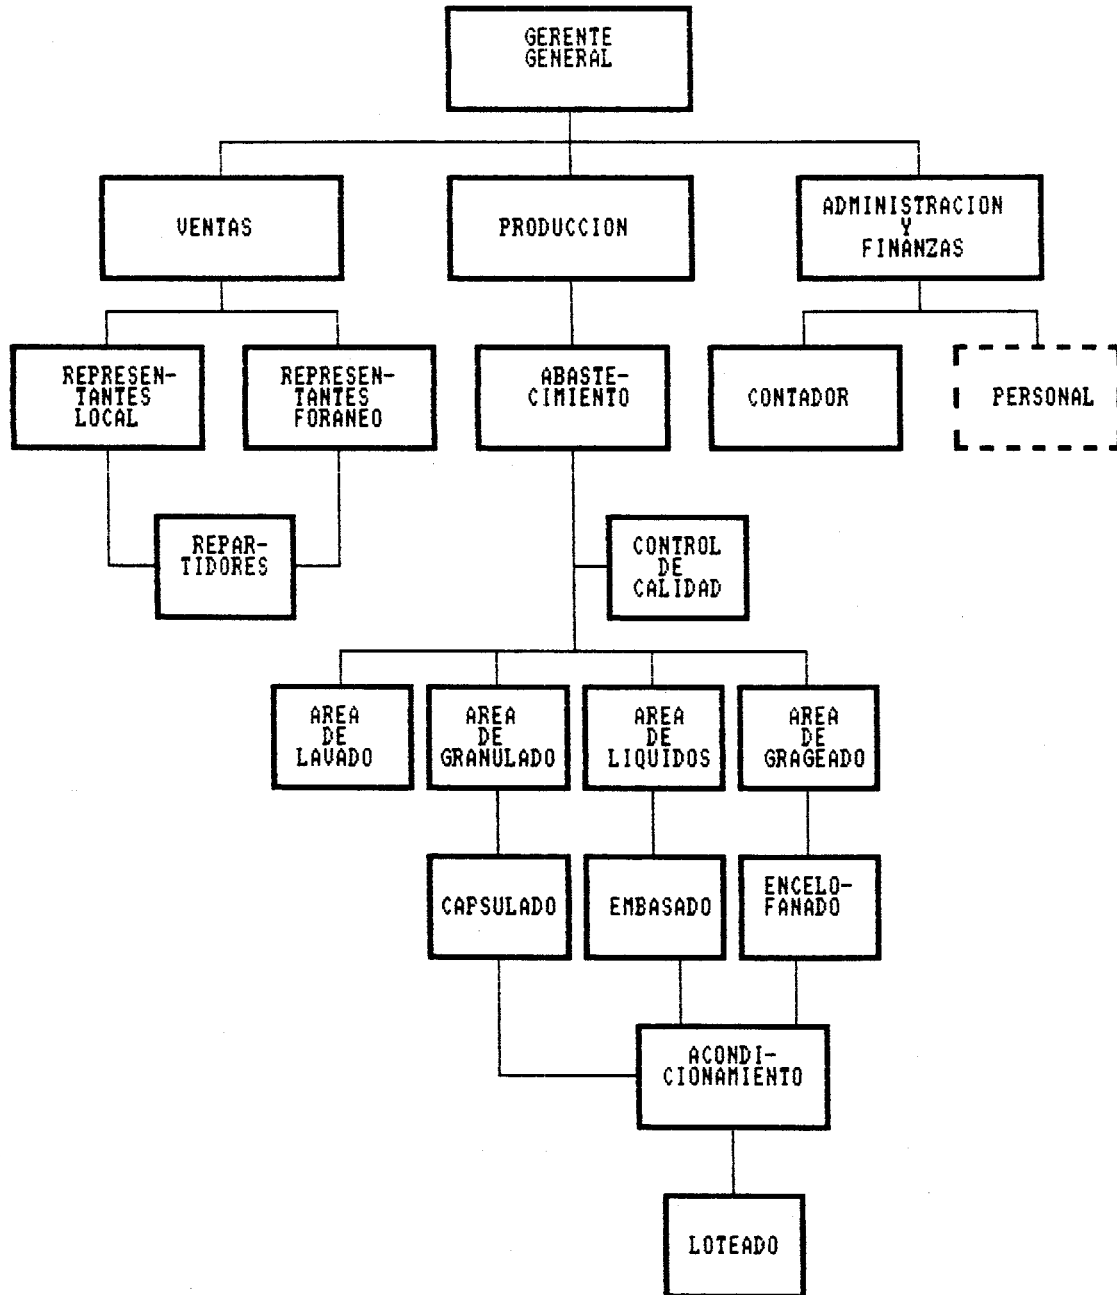 GERENTE
GENERAL
VENTAS
PRODUCCION
ADMINISTRACION
Y
FINANZAS
REPRESEN-
TANTES
LOCAL
REPRESEN-
TANTES
FORANEO
ABASTE-
CIMIENTO
CONTADOR
PERSONAL
REPAR-
TIDORES
CONTROL
DE
CALIDAD
AREA
DE
LAVADO
AREA
DE
GRANULADO
AREA
DE
LIQUIDOS
AREA
DE
GRAGEADO
CAPSULADO
EMBASADO
ENCELO-
FANADO
ACONDI-
CIONAMIENTO
LOTEADO